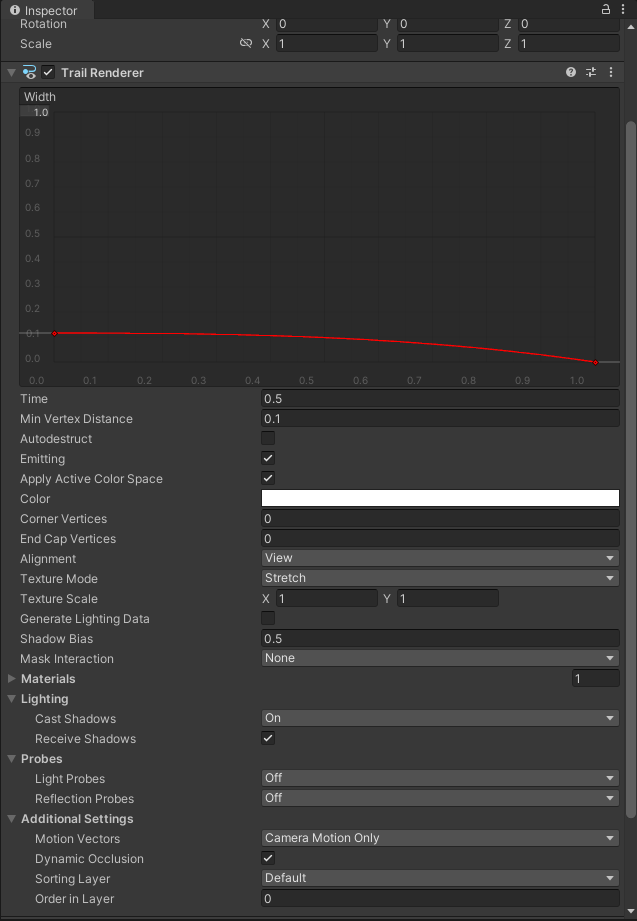 Inspector
Rotation X 0 Y 0 Z 0
Scale X 1 Y 1 Z 1
Trail Renderer
Width
1.0
0.9
0.8
0.7
0.6
0.5
0.4
0.3
0.2
0.1
0.0
0.0 0.1 0.2 0.3 0.4 0.5 0.6 0.7 0.8 0.9 1.0
Time 0.5
Min Vertex Distance 0.1
Autodestruct
Emitting
Apply Active Color Space
Color
Corner Vertices 0
End Cap Vertices 0
Alignment View
Texture Mode Stretch
Texture Scale X 1 Y 1
Generate Lighting Data
Shadow Bias 0.5
Mask Interaction None
Materials 1
Lighting
Cast Shadows On
Receive Shadows
Probes
Light Probes Off
Reflection Probes Off
Additional Settings
Motion Vectors Camera Motion Only
Dynamic Occlusion
Sorting Layer Default
Order in Layer 0